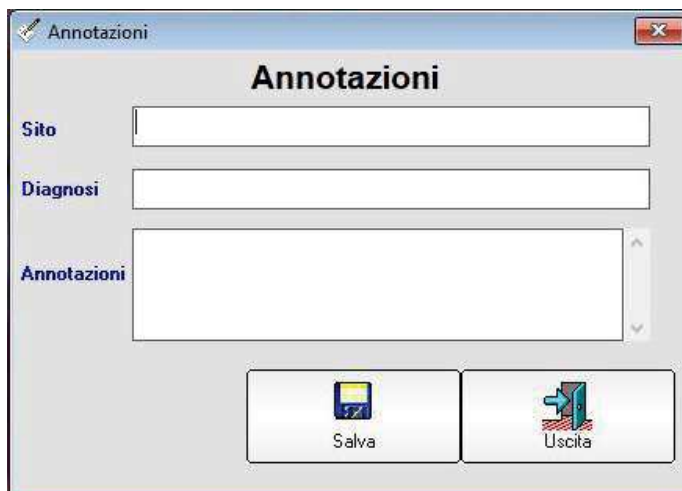 Annotazioni
Annotazioni
Sito
Diagnosi
Annotazioni
Salva
Uscita